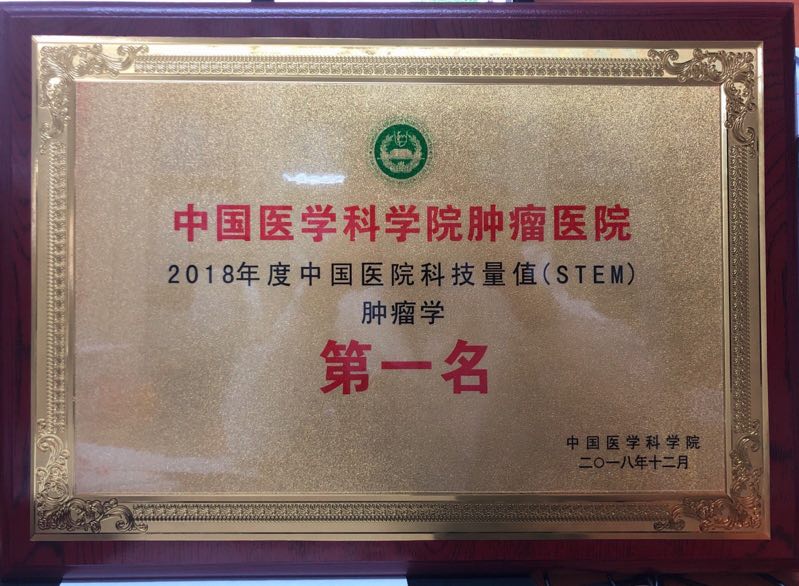 中国医学科学院肿瘤医院
2018年度中国医院科技量值(STEM)
肿瘤学
第一名
中国医学科学院
二〇一八年十二月